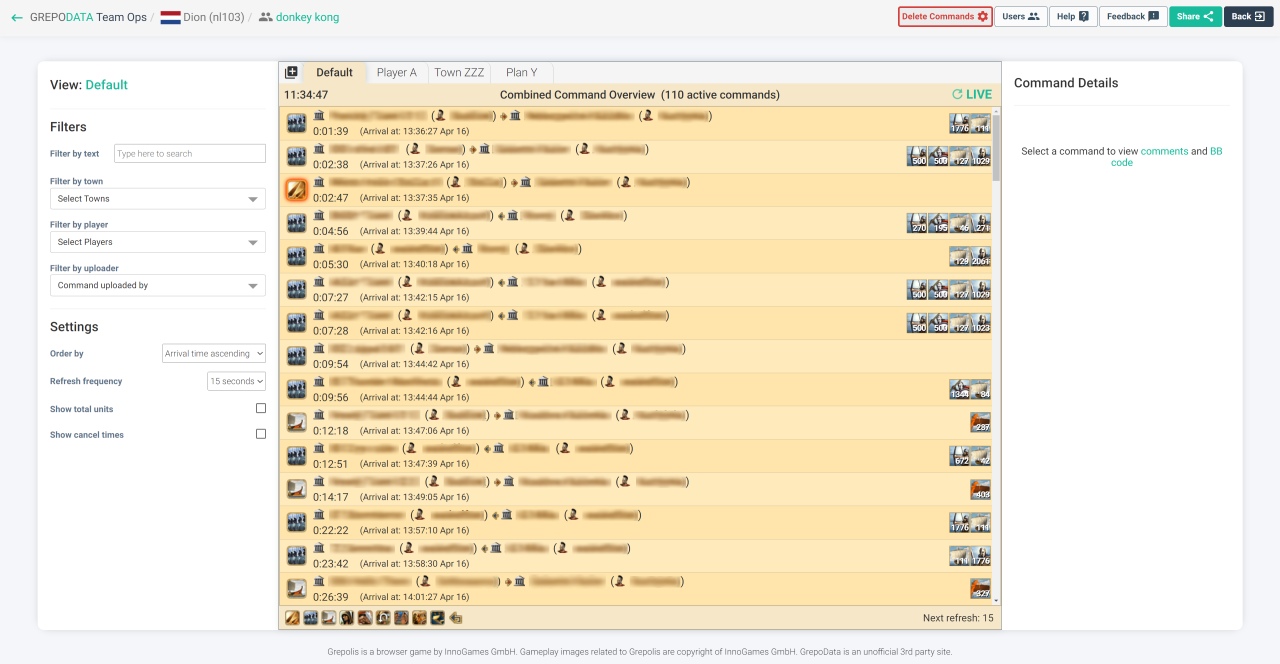 GREPODATA Team Ops / Dion (nl103) / donkey kong
Delete Commands Users Help Feedback Share Back
View: Default
Filters
Filter by text Type here to search
Filter by town
Select Towns
Filter by player
Select Players
Filter by uploader
Command uploaded by
Settings
Order by Arrival time ascending
Refresh frequency 15 seconds
Show total units
Show cancel times
Default Player A Town ZZZ Plan Y
11:34:47 Combined Command Overview (110 active commands) LIVE
0:01:39 (Arrival at: 13:36:27 Apr 16) 1776 111
0:02:38 (Arrival at: 13:37:26 Apr 16) 500 500 127 1029
0:02:47 (Arrival at: 13:37:35 Apr 16)
0:04:56 (Arrival at: 13:39:44 Apr 16) 270 195 46 271
0:05:30 (Arrival at: 13:40:18 Apr 16) 129 2061
0:07:27 (Arrival at: 13:42:15 Apr 16) 500 500 127 1029
0:07:28 (Arrival at: 13:42:16 Apr 16) 500 500 127 1023
0:09:54 (Arrival at: 13:44:42 Apr 16)
0:09:56 (Arrival at: 13:44:44 Apr 16) 1344 84
0:12:18 (Arrival at: 13:47:06 Apr 16) 287
0:12:51 (Arrival at: 13:47:39 Apr 16) 672 42
0:14:17 (Arrival at: 13:49:05 Apr 16) 403
0:22:22 (Arrival at: 13:57:10 Apr 16) 1776 111
0:23:42 (Arrival at: 13:58:30 Apr 16) 111 1776
0:26:39 (Arrival at: 14:01:27 Apr 16) 327
Next refresh: 15
Command Details
Select a command to view comments and BB
code
Grepolis is a browser game by InnoGames GmbH. Gameplay images related to Grepolis are copyright of InnoGames GmbH. GrepoData is an unofficial 3rd party site.